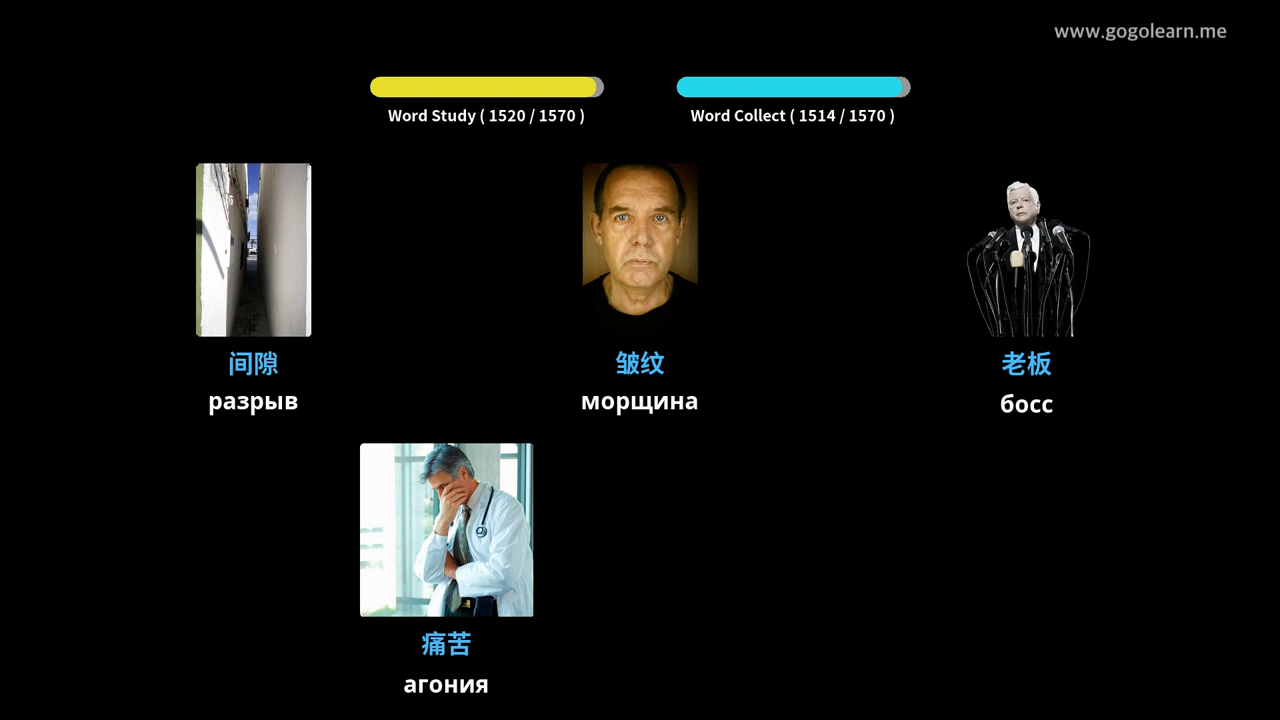 www.gogolearn.me
Word Study ( 1520 / 1570 )
Word Collect ( 1514 / 1570 )
间隙
разрыв
皱纹
морщина
老板
босс
痛苦
агония